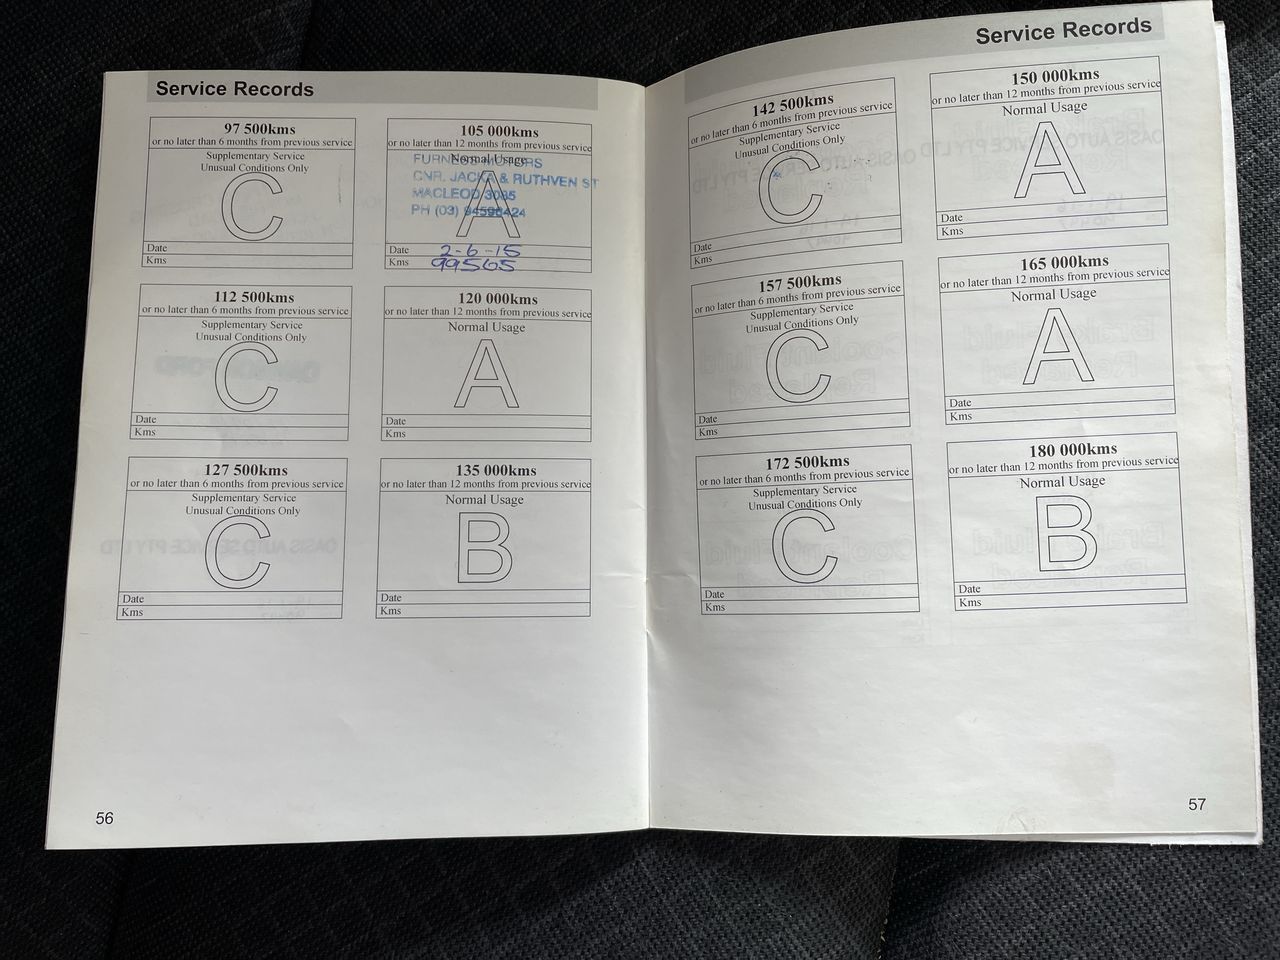 Service Records
97 500kms
or no later than 6 months from previous service
Supplementary Service
Unusual Conditions Only
C
Date
Kms
105 000kms
or no later than 12 months from previous service
Normal Usage
A
FURNESS MOTORS
CNR. JACKA & RUTHVEN ST
MACLEOD 3085
PH (03) 94598424
Date 2-6-15
Kms 99565
112 500kms
or no later than 6 months from previous service
Supplementary Service
Unusual Conditions Only
C
Date
Kms
120 000kms
or no later than 12 months from previous service
Normal Usage
A
Date
Kms
127 500kms
or no later than 6 months from previous service
Supplementary Service
Unusual Conditions Only
C
Date
Kms
135 000kms
or no later than 12 months from previous service
Normal Usage
B
Date
Kms
56
Service Records
142 500kms
or no later than 6 months from previous service
Supplementary Service
Unusual Conditions Only
C
Date
Kms
150 000kms
or no later than 12 months from previous service
Normal Usage
A
Date
Kms
157 500kms
or no later than 6 months from previous service
Supplementary Service
Unusual Conditions Only
C
Date
Kms
165 000kms
or no later than 12 months from previous service
Normal Usage
A
Date
Kms
172 500kms
or no later than 6 months from previous service
Supplementary Service
Unusual Conditions Only
C
Date
Kms
180 000kms
or no later than 12 months from previous service
Normal Usage
B
Date
Kms
57